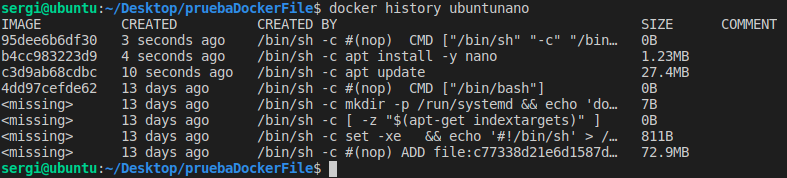 sergi@ubuntu:~/Desktop/pruebaDockerFile$ docker history ubuntunano
IMAGE CREATED CREATED BY SIZE COMMENT
95dee6b6df30 3 seconds ago /bin/sh -c #(nop) CMD ["/bin/sh" "-c" "/bin… 0B
b4cc983223d9 4 seconds ago /bin/sh -c apt install -y nano 1.23MB
c3d9ab68cdbc 10 seconds ago /bin/sh -c apt update 27.4MB
4dd97cefde62 13 days ago /bin/sh -c #(nop) CMD ["/bin/bash"] 0B
<missing> 13 days ago /bin/sh -c mkdir -p /run/systemd && echo 'do… 7B
<missing> 13 days ago /bin/sh -c [ -z "$(apt-get indextargets)" ] 0B
<missing> 13 days ago /bin/sh -c set -xe && echo '#!/bin/sh' > /… 811B
<missing> 13 days ago /bin/sh -c #(nop) ADD file:c77338d21e6d1587d… 72.9MB
sergi@ubuntu:~/Desktop/pruebaDockerFile$